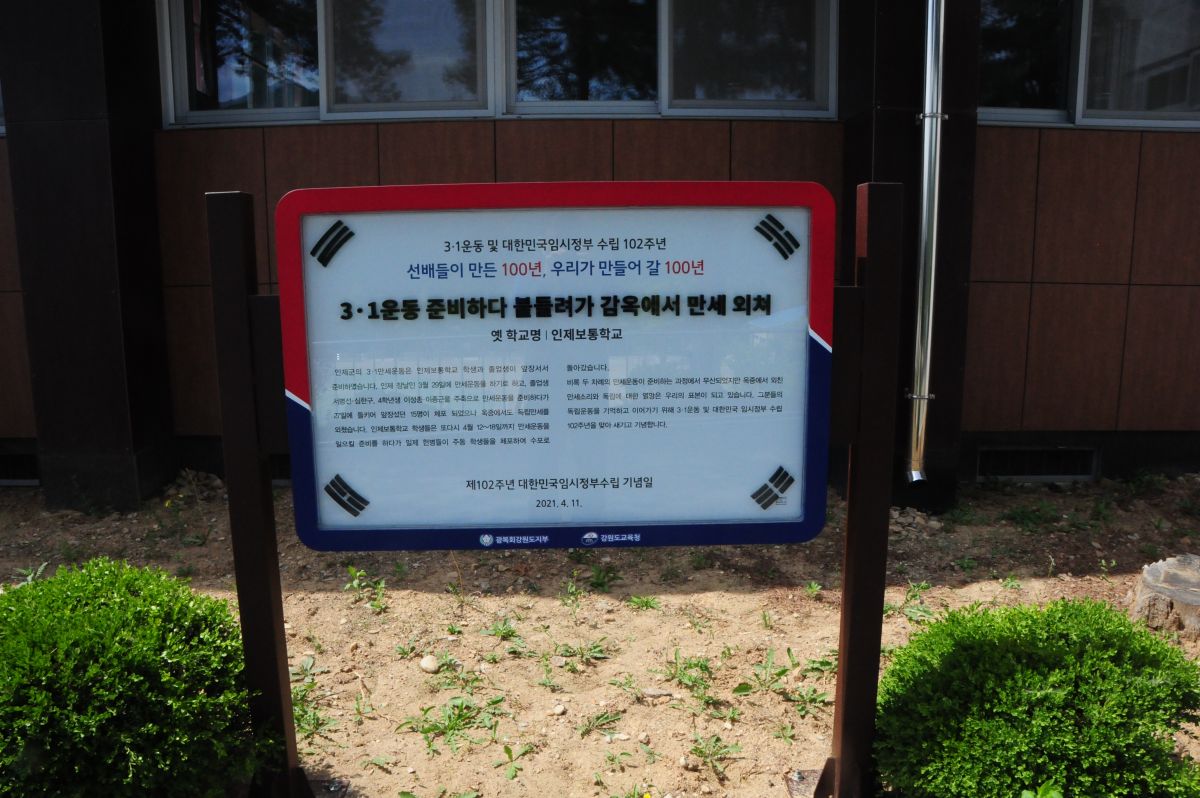 3·1운동 및 대한민국임시정부 수립 102주년
선배들이 만든 100년, 우리가 만들어 갈 100년
3·1운동 준비하다 붙들려가 감옥에서 만세 외쳐
옛 학교명 | 인제보통학교
인제군의 3·1만세운동은 인제보통학교 학생과 졸업생이 앞장서서
준비하였습니다. 인제 장날인 3월 29일에 만세운동을 하기로 하고, 졸업생
서병선·심한구, 4학년생 이종훈을 주축으로 만세운동을 준비하다가
27일에 들키어 앞장섰던 15명이 체포 되었으나 옥중에서도 독립만세를
외쳤습니다. 인제보통학교 학생들은 또다시 4월 12~18일까지 만세운동을
일으킬 준비를 하다가 일제 헌병들이 주동 학생들을 체포하여 수포로
돌아갔습니다.
비록 두 차례의 만세운동이 준비하는 과정에서 무산되었지만 옥중에서 외친
만세소리와 독립에 대한 열망은 우리의 표본이 되고 있습니다. 그분들의
독립운동을 기억하고 이어가기 위해 3·1운동 및 대한민국 임시정부 수립
102주년을 맞아 새기고 기념합니다.
제102주년 대한민국임시정부수립 기념일
2021. 4. 11.
광복회강원도지부 강원도교육청